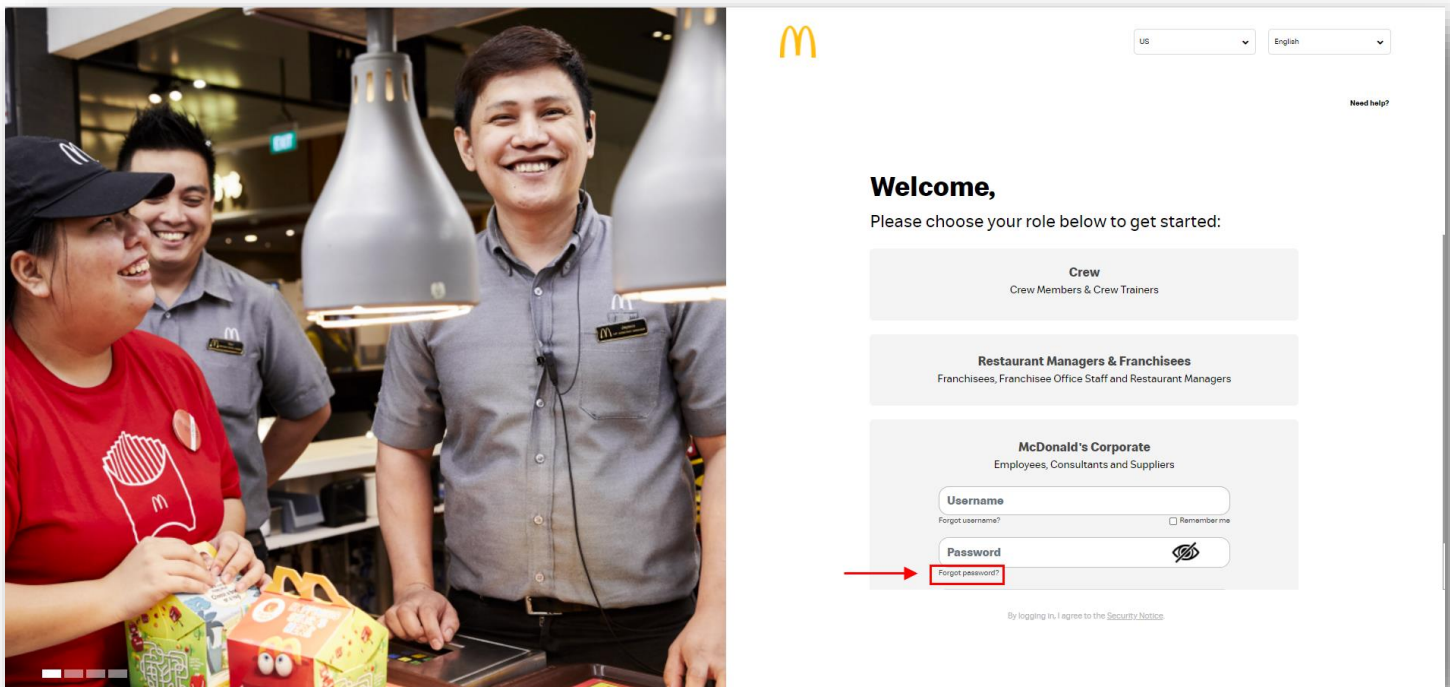 EXIT
US
English
Need help?
Welcome,
Please choose your role below to get started:
Crew
Crew Members & Crew Trainers
Restaurant Managers & Franchisees
Franchisees, Franchisee Office Staff and Restaurant Managers
McDonald's Corporate
Employees, Consultants and Suppliers
Username
Forgot username?
Remember me
Password
Forgot password?
By logging in, I agree to the Security Notice.